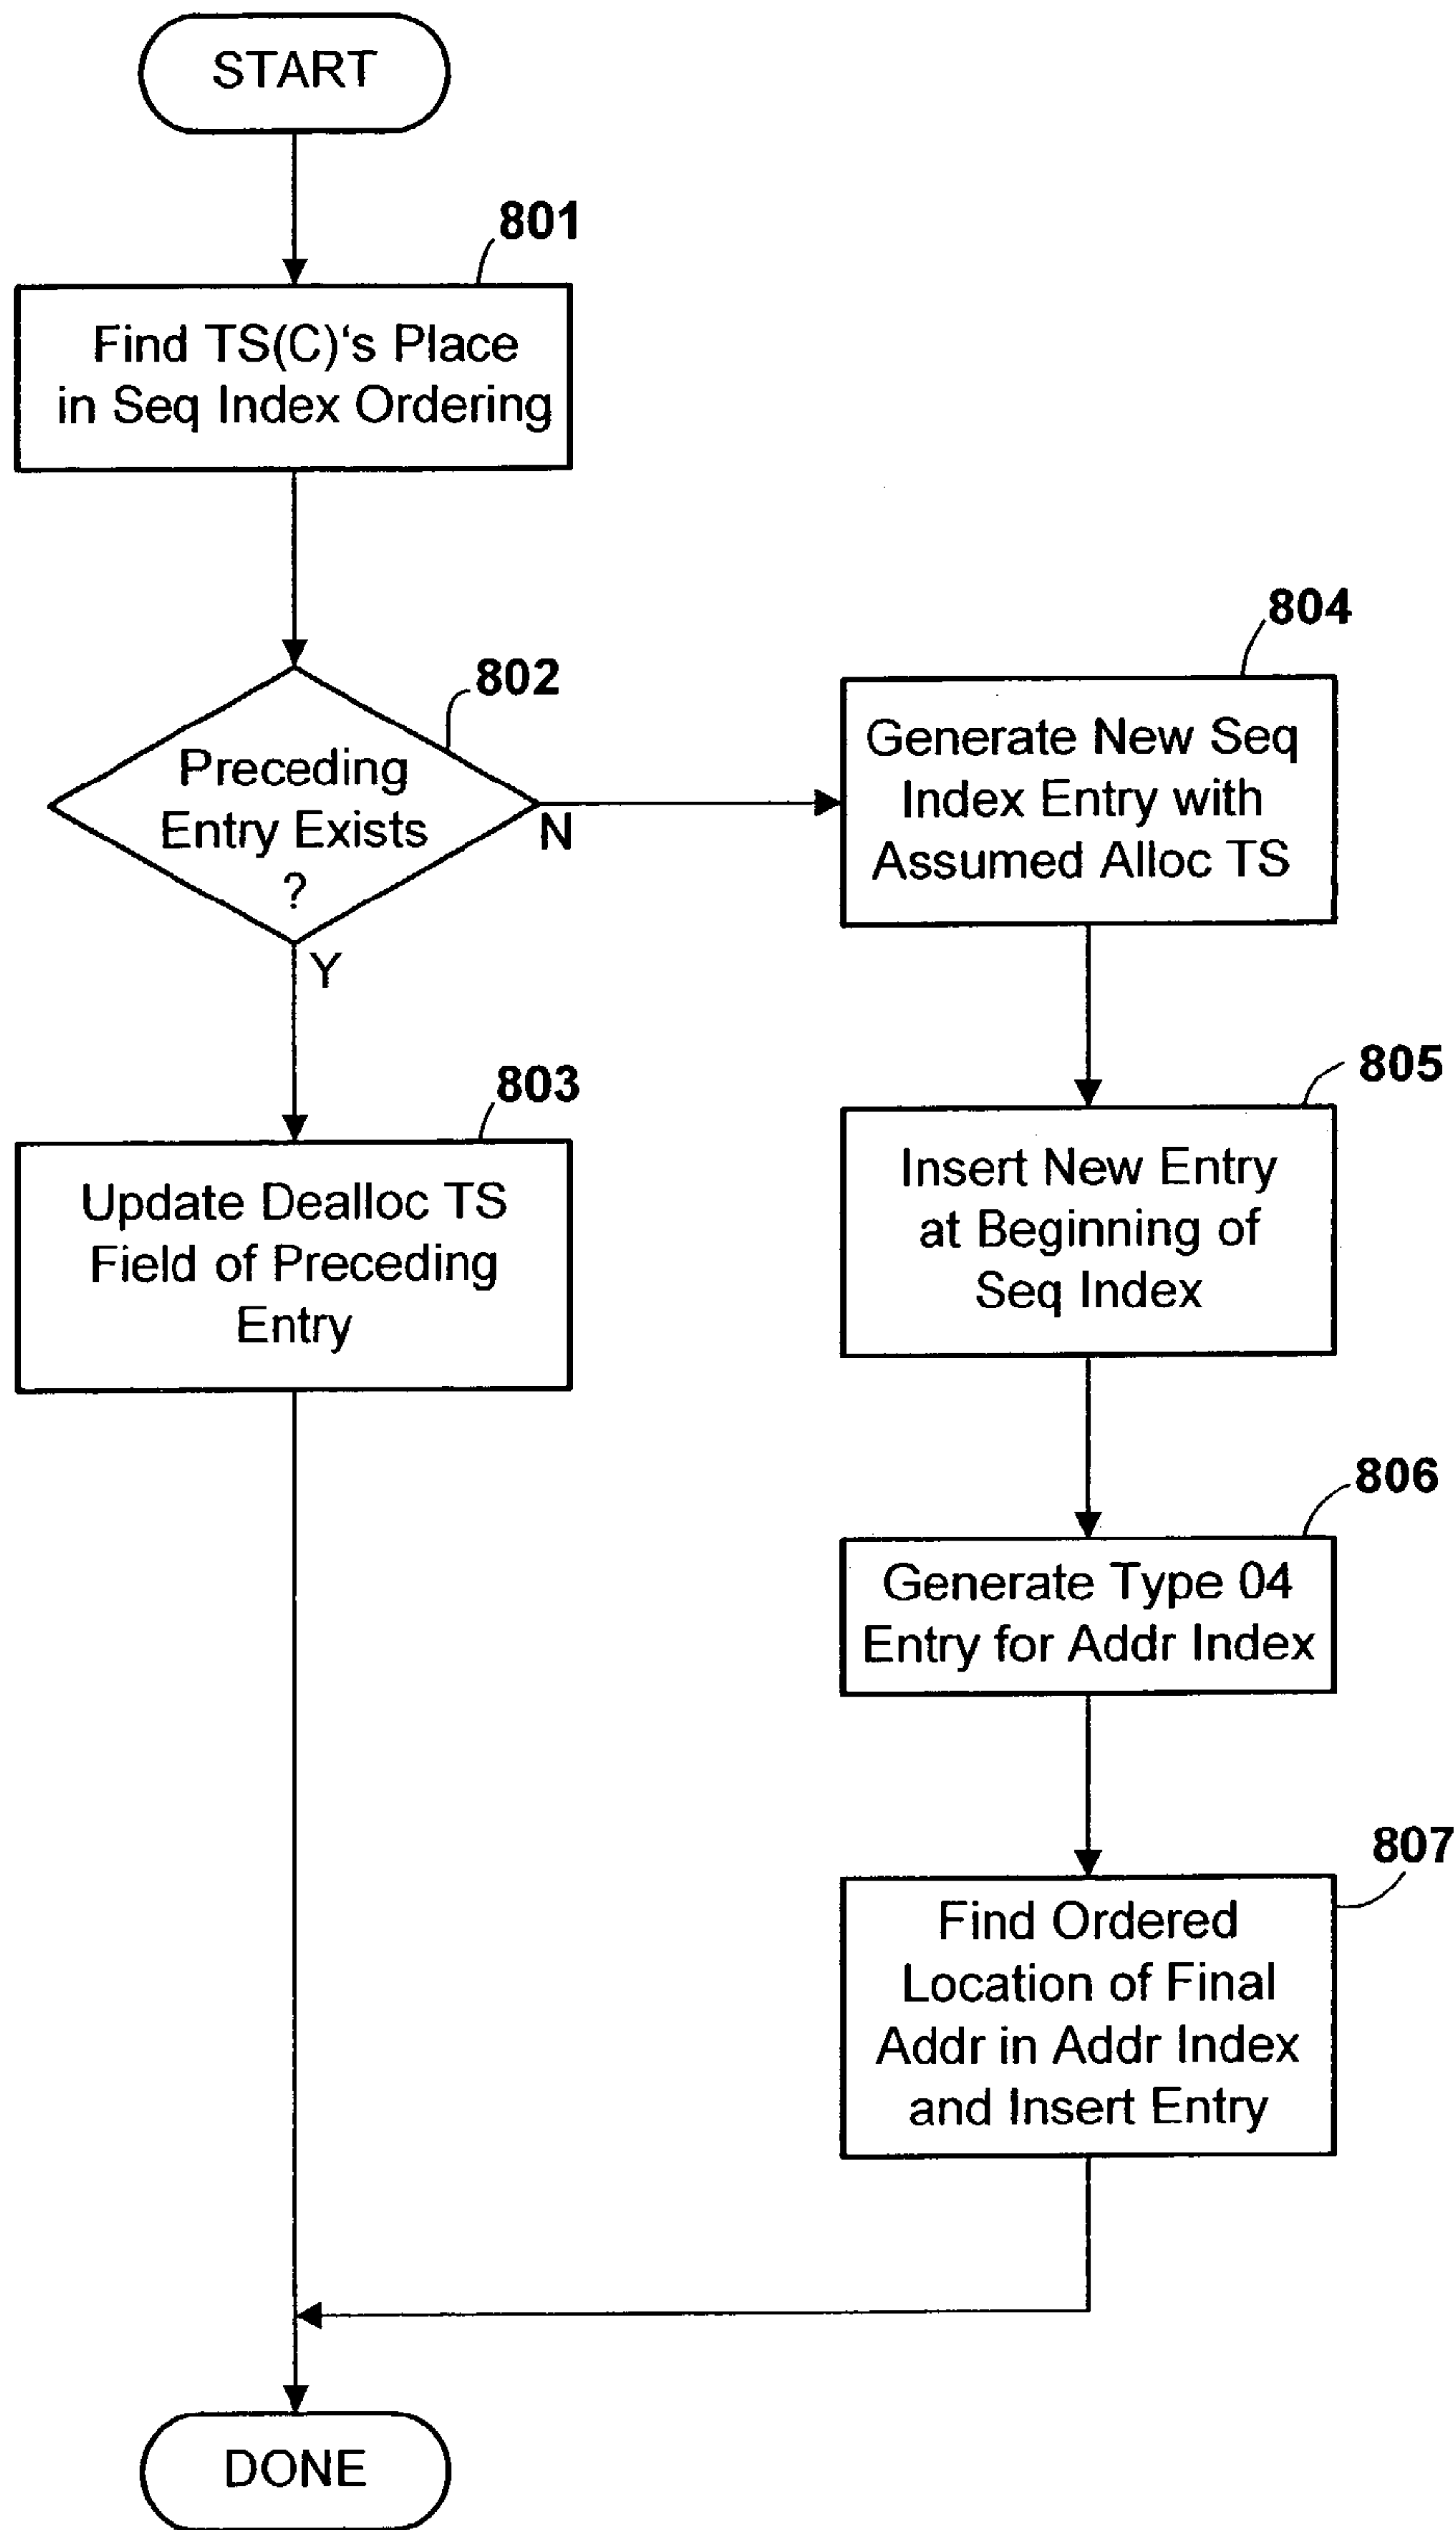 START
801
Find TS(C)‘s Place
in Seq Index Ordering
802
Preceding
Entry Exists
?
N
Y
803
Update Dealloc TS
Field of Preceding
Entry
804
Generate New Seq
Index Entry with
Assumed Alloc TS
805
Insert New Entry
at Beginning of
Seq Index
806
Generate Type 04
Entry for Addr Index
807
Find Ordered
Location of Final
Addr in Addr Index
and Insert Entry
DONE